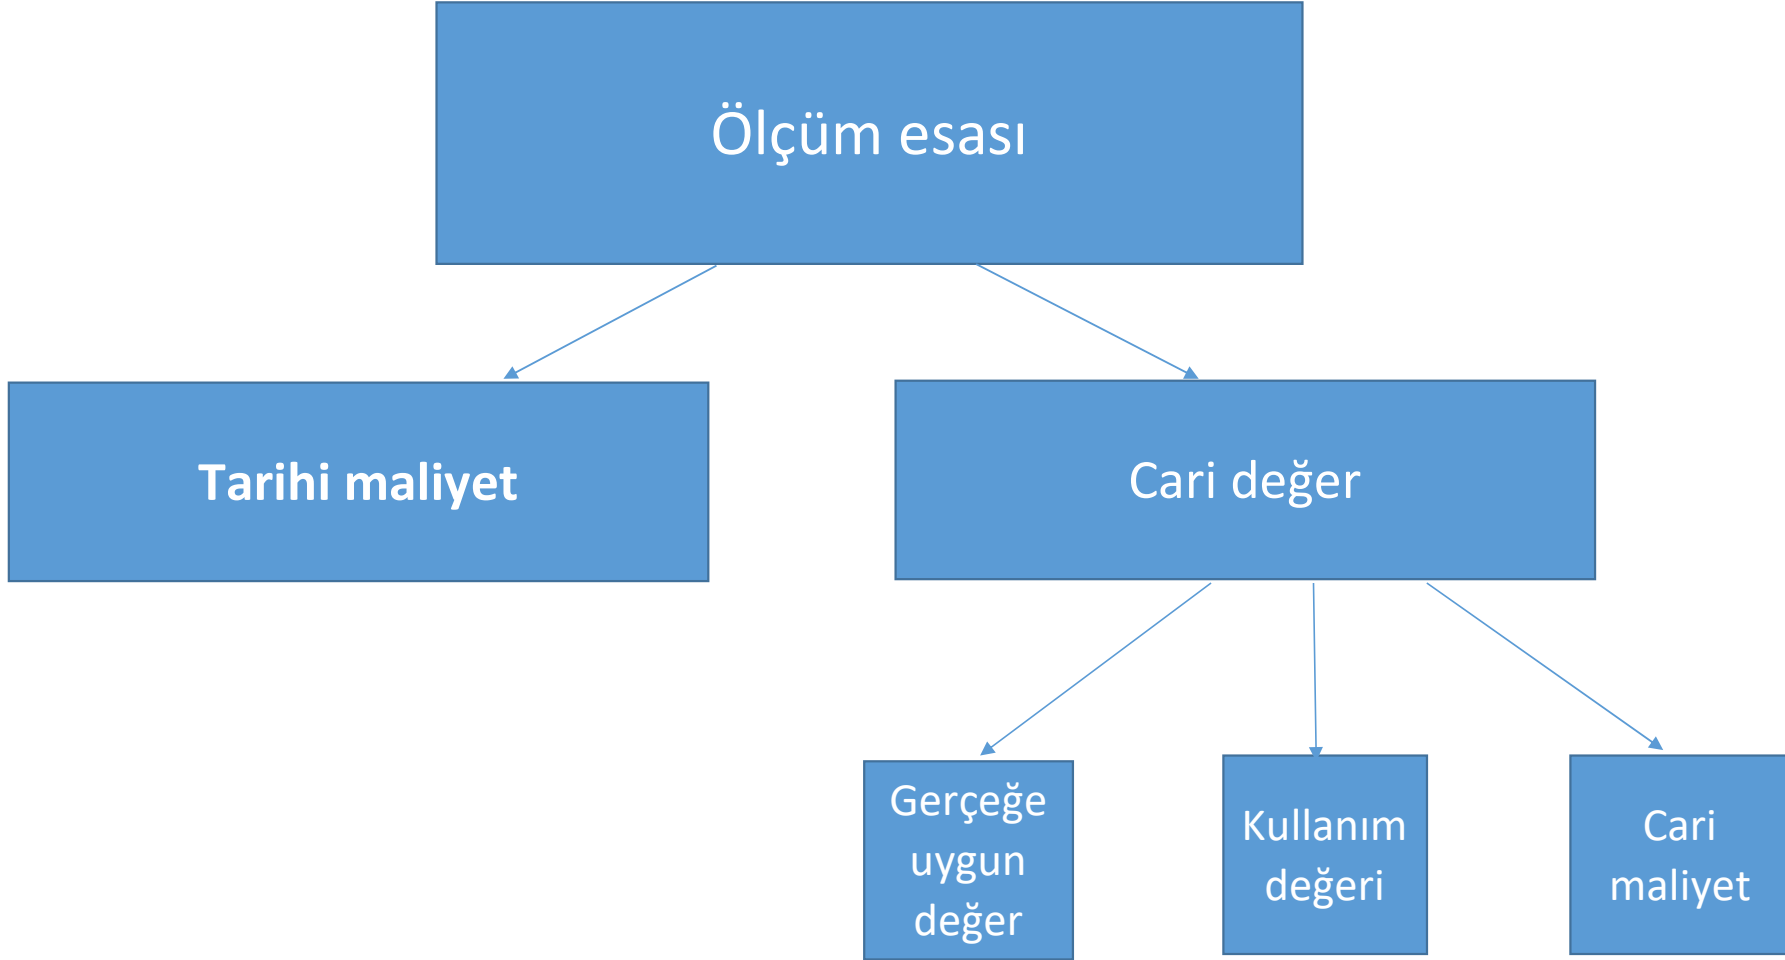 Ölçüm esası
Tarihi maliyet
Cari değer
Gerçeğe
uygun
değer
Kullanım
değeri
Cari
maliyet